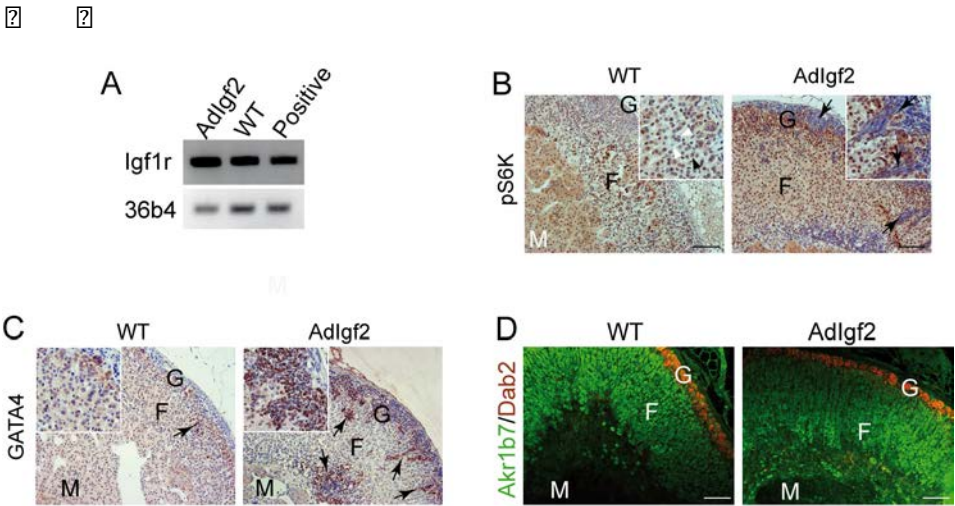 A
AdIgf2
WT
Positive
Igf1r
36b4
B
WT
AdIgf2
pS6K
G
F
M
G
F
M
C
WT
AdIgf2
GATA4
G
F
M
G
F
M
D
WT
AdIgf2
Akr1b7/Dab2
G
F
M
G
F
M